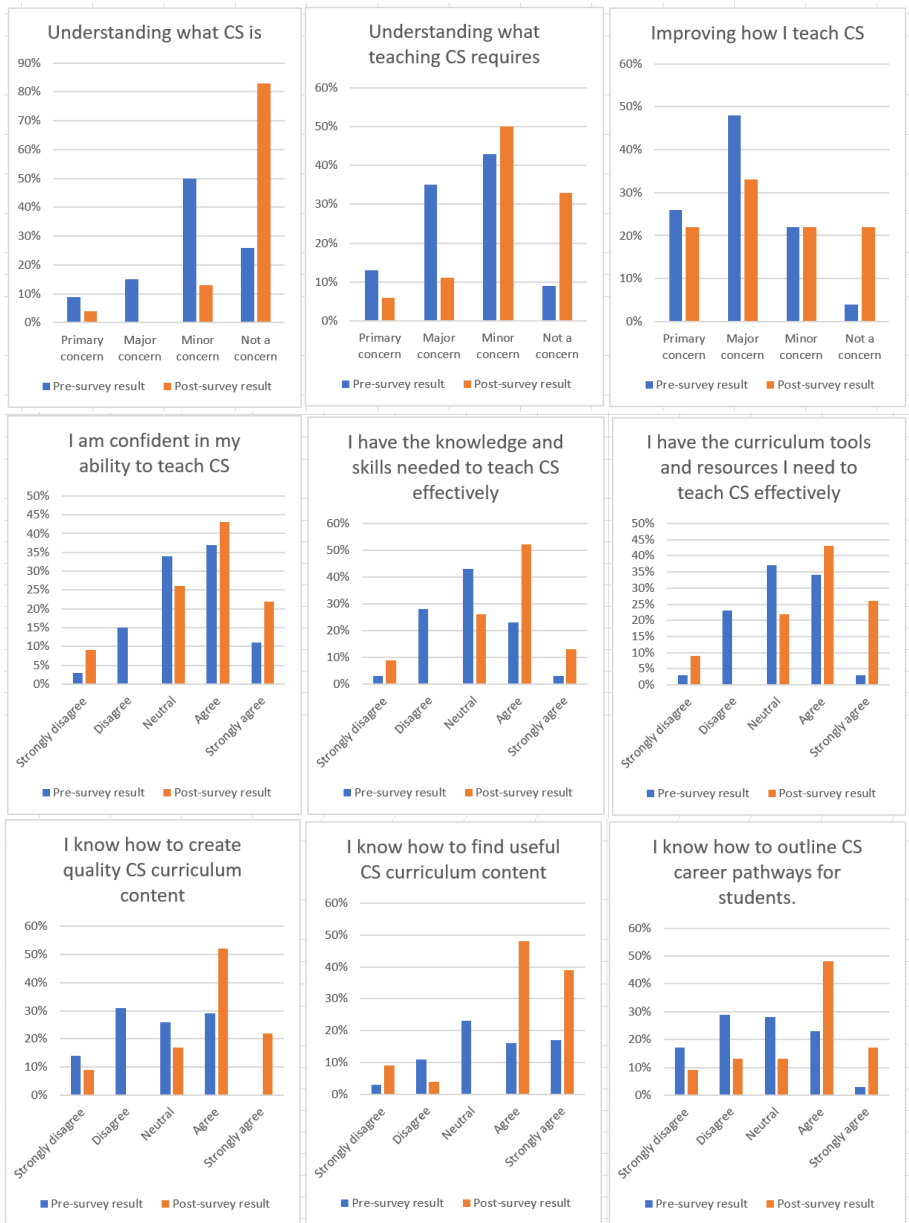 Understanding what CS is
90%
80%
70%
60%
50%
40%
30%
20%
10%
0%
Primary concern
Major concern
Minor concern
Not a concern
Pre-survey result
Post-survey result
Understanding what
teaching CS requires
60%
50%
40%
30%
20%
10%
0%
Primary concern
Major concern
Minor concern
Not a concern
Pre-survey result
Post-survey result
Improving how I teach CS
60%
50%
40%
30%
20%
10%
0%
Primary concern
Major concern
Minor concern
Not a concern
Pre-survey result
Post-survey result
I am confident in my
ability to teach CS
50%
45%
40%
35%
30%
25%
20%
15%
10%
5%
0%
Strongly disagree
Disagree
Neutral
Agree
Strongly agree
Pre-survey result
Post-survey result
I have the knowledge and
skills needed to teach CS
effectively
60%
50%
40%
30%
20%
10%
0%
Strongly disagree
Disagree
Neutral
Agree
Strongly agree
Pre-survey result
Post-survey result
I have the curriculum tools
and resources I need to
teach CS effectively
50%
45%
40%
35%
30%
25%
20%
15%
10%
5%
0%
Strongly disagree
Disagree
Neutral
Agree
Strongly agree
Pre-survey result
Post-survey result
I know how to create
quality CS curriculum
content
60%
50%
40%
30%
20%
10%
0%
Strongly disagree
Disagree
Neutral
Agree
Strongly agree
Pre-survey result
Post-survey result
I know how to find useful
CS curriculum content
60%
50%
40%
30%
20%
10%
0%
Strongly disagree
Disagree
Neutral
Agree
Strongly agree
Pre-survey result
Post-survey result
I know how to outline CS
career pathways for
students.
60%
50%
40%
30%
20%
10%
0%
Strongly disagree
Disagree
Neutral
Agree
Strongly agree
Pre-survey result
Post-survey result